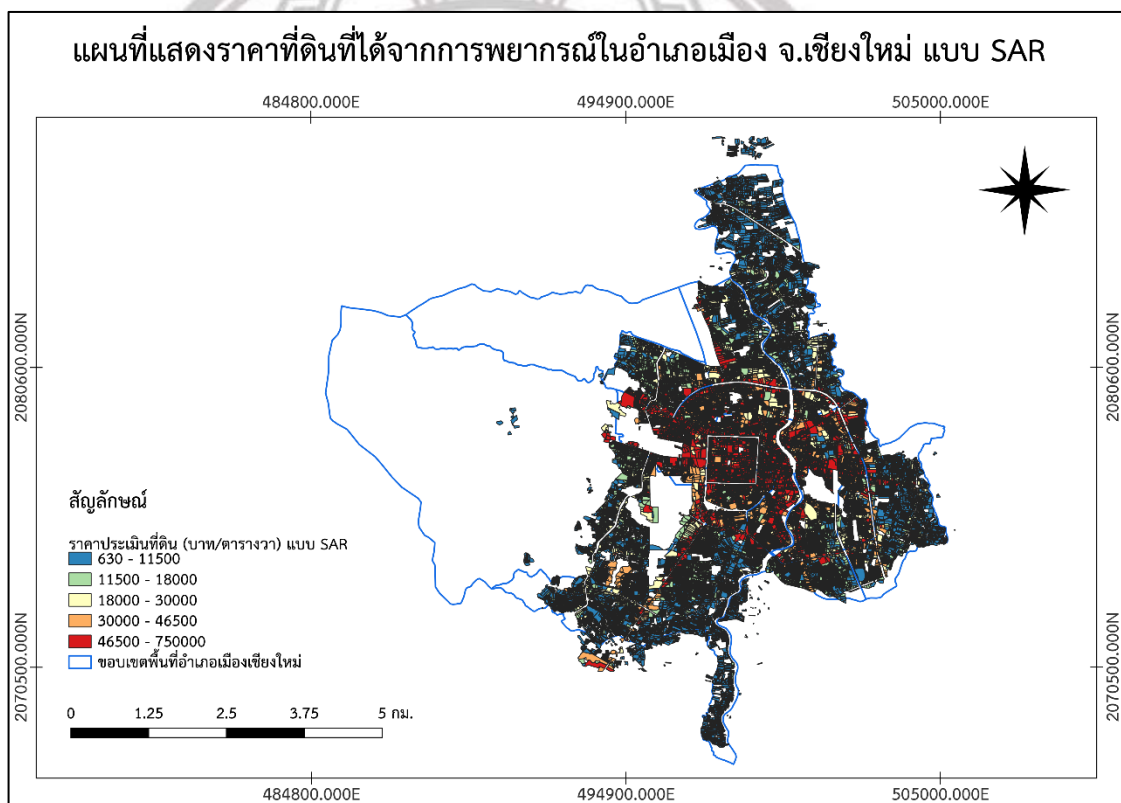 แผนที่แสดงราคาที่ดินที่ได้จากการพยากรณ์ในอำเภอเมือง จ.เชียงใหม่ แบบ SAR
484800.000E 494900.000E 505000.000E
2080600.000N 2080600.000N
สัญลักษณ์
ราคาประเมินที่ดิน (บาท/ตารางวา) แบบ SAR
630 - 11500
11500 - 18000
18000 - 30000
30000 - 46500
46500 - 750000
ขอบเขตพื้นที่อำเภอเมืองเชียงใหม่
2070500.000N 2070500.000N
0 1.25 2.5 3.75 5 กม.
484800.000E 494900.000E 505000.000E